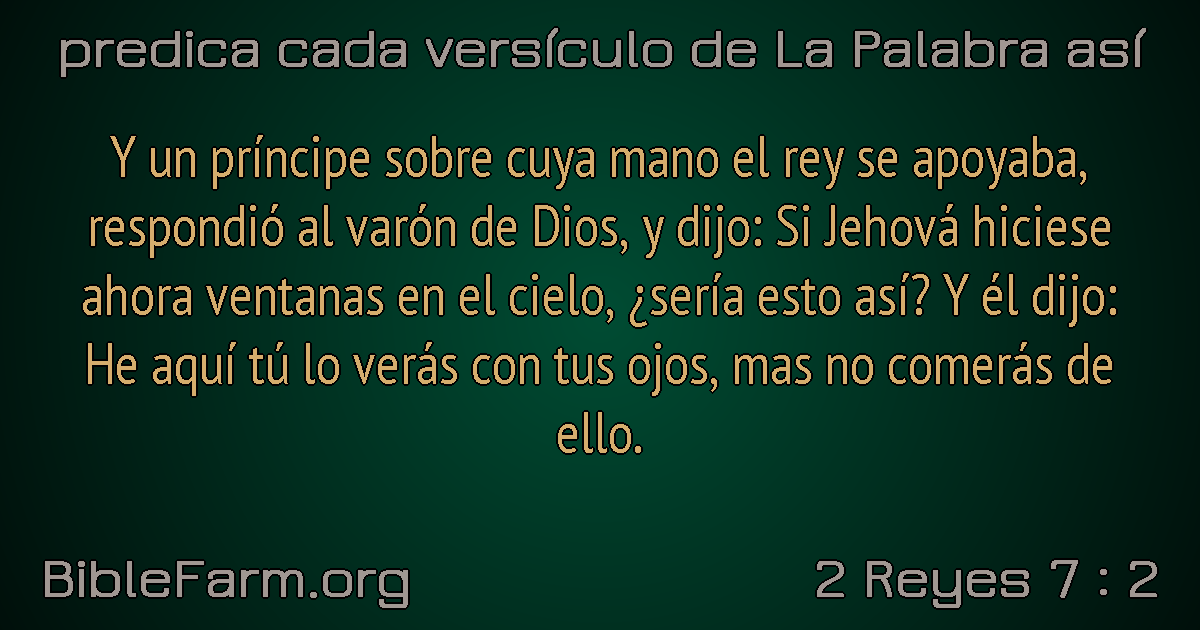 predica cada versículo de La Palabra así
Y un príncipe sobre cuya mano el rey se apoyaba,
respondió al varón de Dios, y dijo: Si Jehová hiciese
ahora ventanas en el cielo, ¿sería esto así? Y él dijo:
He aquí tú lo verás con tus ojos, mas no comerás de
ello.
BibleFarm.org
2 Reyes 7 : 2